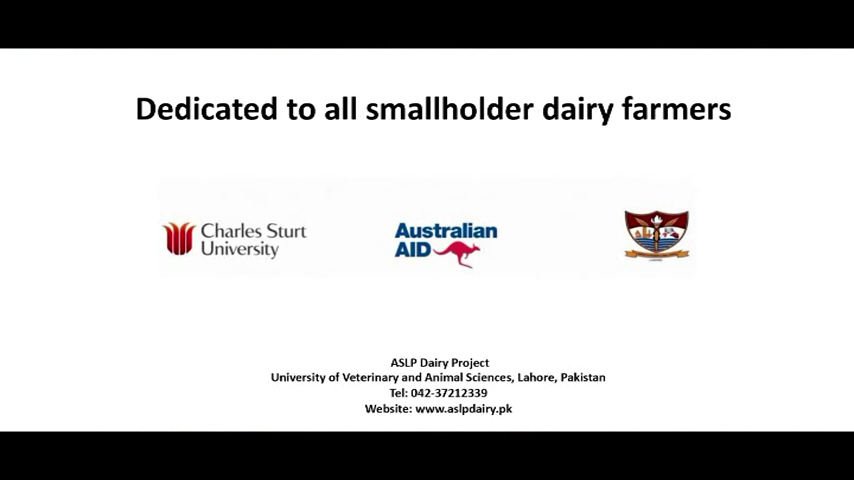 Dedicated to all smallholder dairy farmers
Charles Sturt
University
Australian
AID
ASLP Dairy Project
University of Veterinary and Animal Sciences, Lahore, Pakistan
Tel: 042-37212339
Website: www.aslpdairy.pk